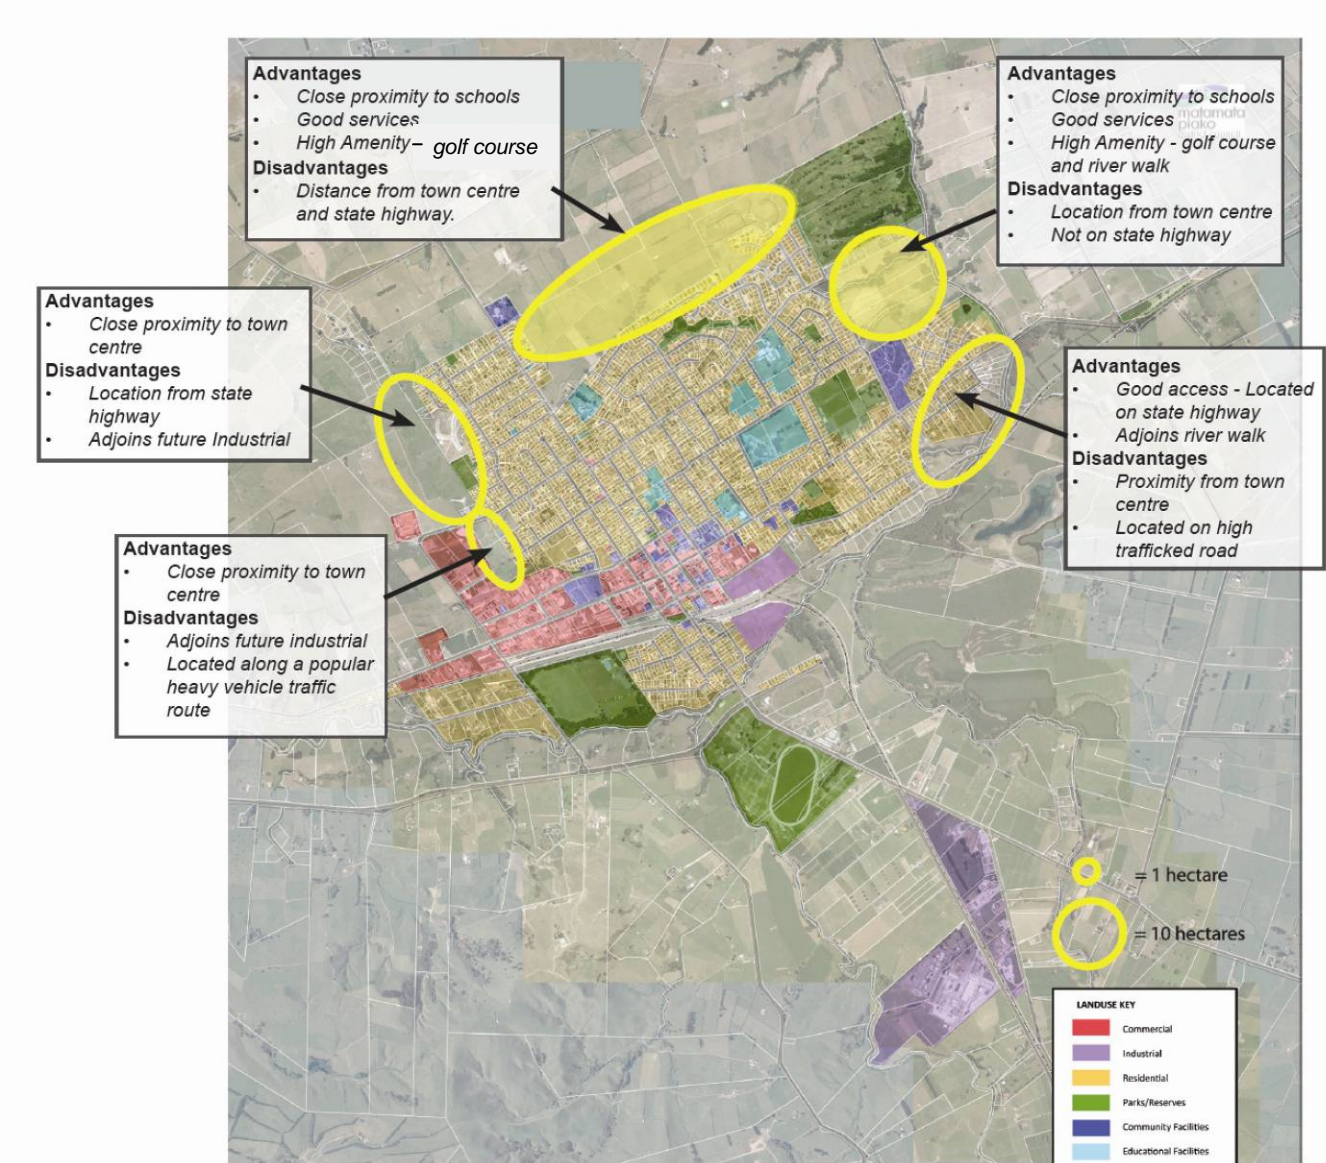 Advantages
• Close proximity to schools
• Good services
• High Amenity– golf course
Disadvantages
• Distance from town centre
and state highway.
Advantages
• Close proximity to schools
• Good services
• High Amenity - golf course
and river walk
Disadvantages
• Location from town centre
• Not on state highway
matamata
piako
Advantages
• Close proximity to town
centre
Disadvantages
• Location from state
highway
• Adjoins future Industrial
Advantages
• Good access - Located
on state highway
• Adjoins river walk
Disadvantages
• Proximity from town
centre
• Located on high
trafficked road
Advantages
• Close proximity to town
centre
Disadvantages
• Adjoins future industrial
• Located along a popular
heavy vehicle traffic
route
= 1 hectare
= 10 hectares
LANDUSE KEY
Commercial
Industrial
Residential
Parks/Reserves
Community Facilities
Educational Facilities